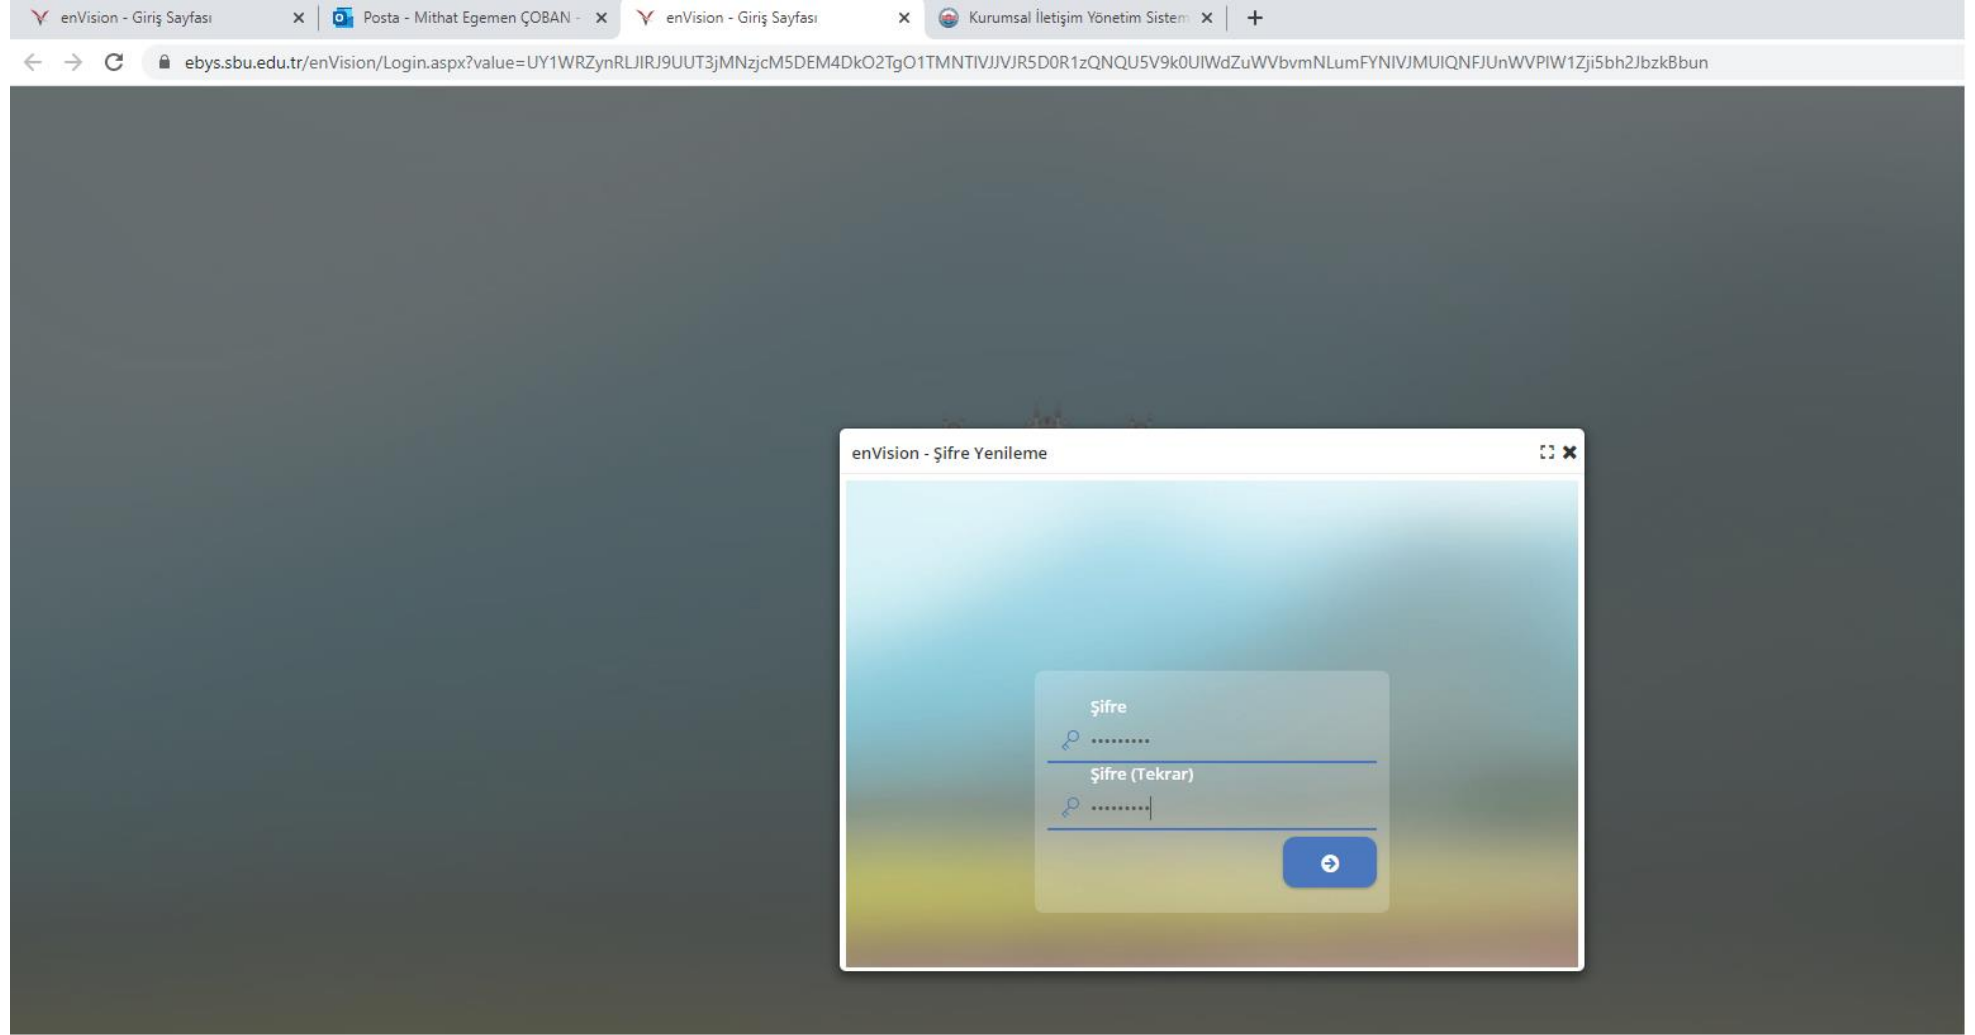 enVision - Giriş Sayfası
Posta - Mithat Egemen ÇOBAN -
enVision - Giriş Sayfası
Kurumsal İletişim Yönetim Sistem
ebys.sbu.edu.tr/enVision/Login.aspx?value=UY1WRZynRLJIRJ9UUT3jMNzjcM5DEM4DkO2TgO1TMNTIVJJVJR5D0R1zQNQU5V9k0UIWdZuWVbvmNLumFYNIVJMUIQNFJUnWVPIW1Zji5bh2JbzkBbun
enVision - Şifre Yenileme
Şifre
Şifre (Tekrar)